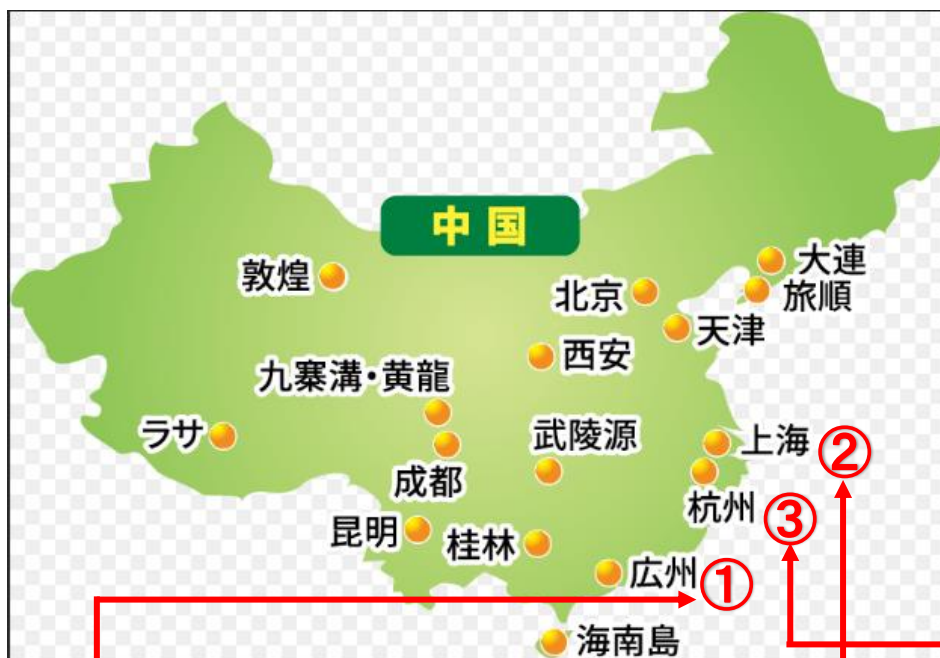 中国
敦煌
北京
大連
旅順
天津
西安
九寨溝・黄龍
ラサ
成都
武陵源
上海
②
杭州
③
昆明
桂林
広州
①
海南島